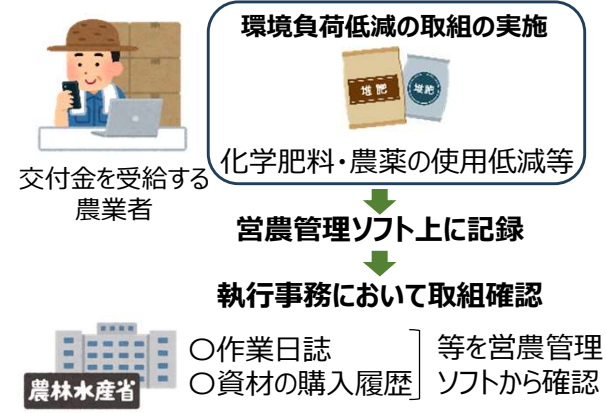 環境負荷低減の取組の実施
堆肥
堆肥
化学肥料・農薬の使用低減等
交付金を受給する
農業者
営農管理ソフト上に記録
執行事務において取組確認
〇作業日誌
〇資材の購入履歴
等を営農管理
ソフトから確認
農林水産省